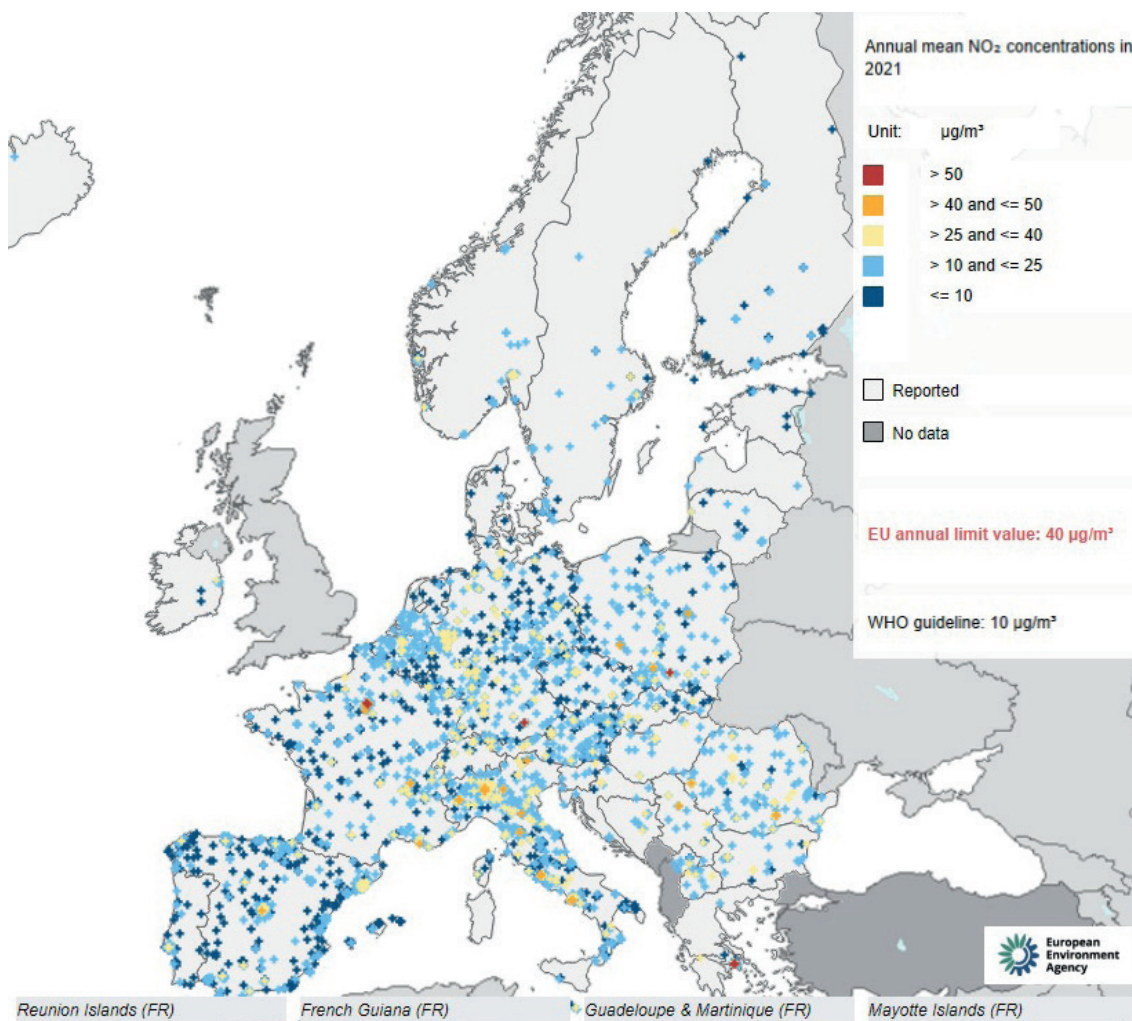 Annual mean NO₂ concentrations in
2021
Unit: µg/m³
> 50
> 40 and <= 50
> 25 and <= 40
> 10 and <= 25
<= 10
Reported
No data
EU annual limit value: 40 µg/m³
WHO guideline: 10 µg/m³
European
Environment
Agency
Reunion Islands (FR)
French Guiana (FR)
Guadeloupe & Martinique (FR)
Mayotte Islands (FR)